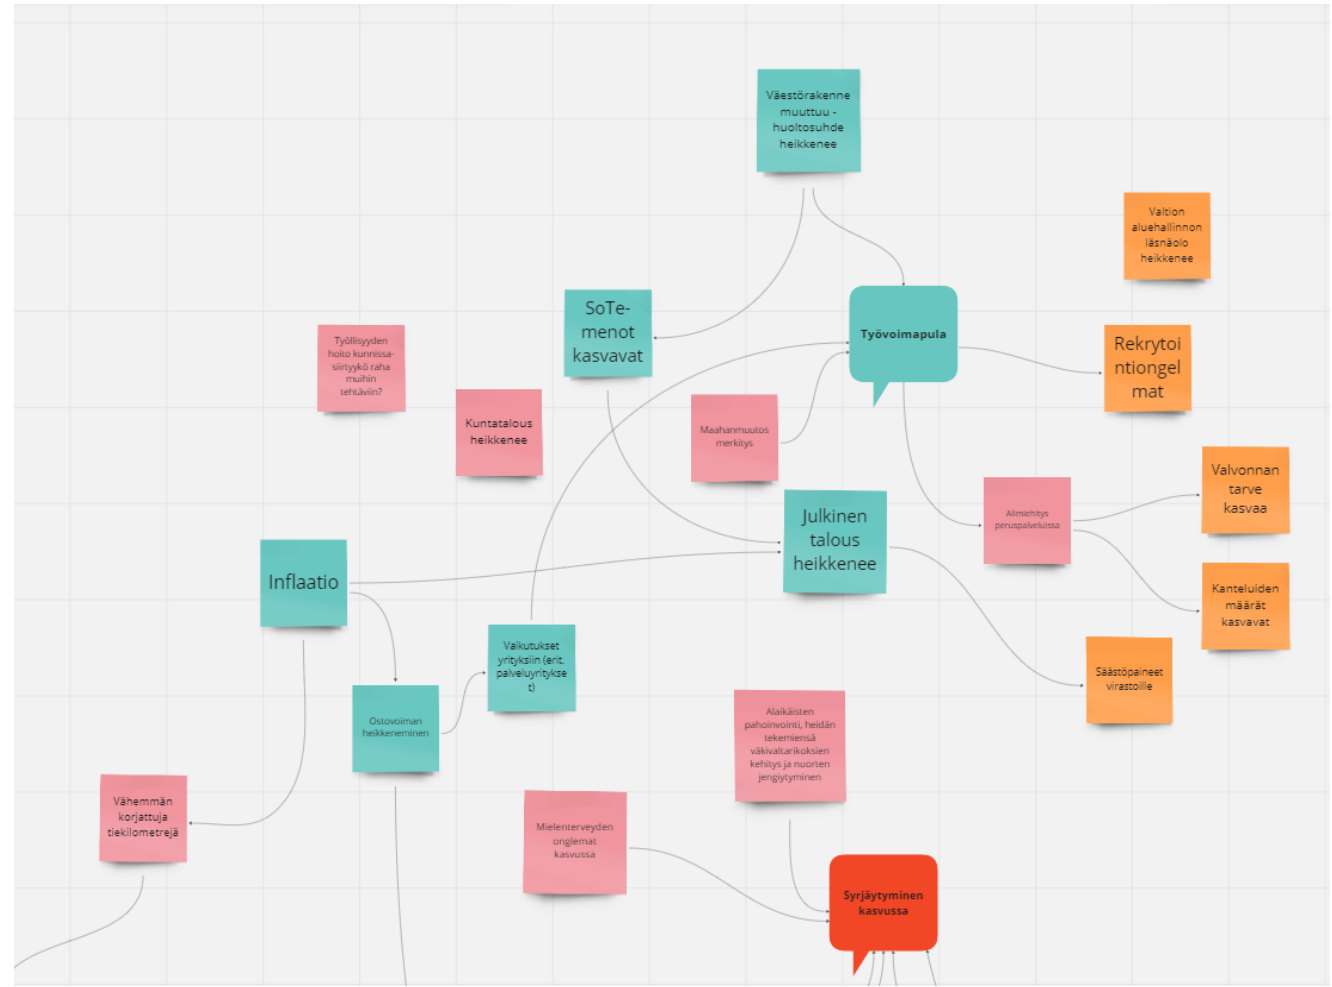 Väestörakenne
muuttuu -
huoltosuhde
heikkenee
Valtion
aluehallinnon
läsnäolo
heikkenee
SoTe-
menot
kasvavat
Työvoimapula
Työllisyyden
hoito kunnissa-
siirtyykö raha
muihin
tehtäviin?
Rekrytoi
ntiongel
mat
Kuntatalous
heikkenee
Maahanmuutos
merkitys
Valvonnan
tarve
kasvaa
Alimiehitys
peruspalveluissa
Julkinen
talous
heikkenee
Inflaatio
Kanteluiden
määrät
kasvavat
Vaikutukset
yrityksiin (erit.
palveluyritykse
t)
Säästöpaineet
virastoille
Ostovoiman
heikkeneminen
Alaikäisten
pahoinvointi, heidän
tekemiensä
väkivaltarikoksien
kehitys ja nuorten
jengiytyminen
Vähemmän
korjattuja
tiekilometrejä
Mielenterveyden
onglemat
kasvussa
Syrjäytyminen
kasvussa